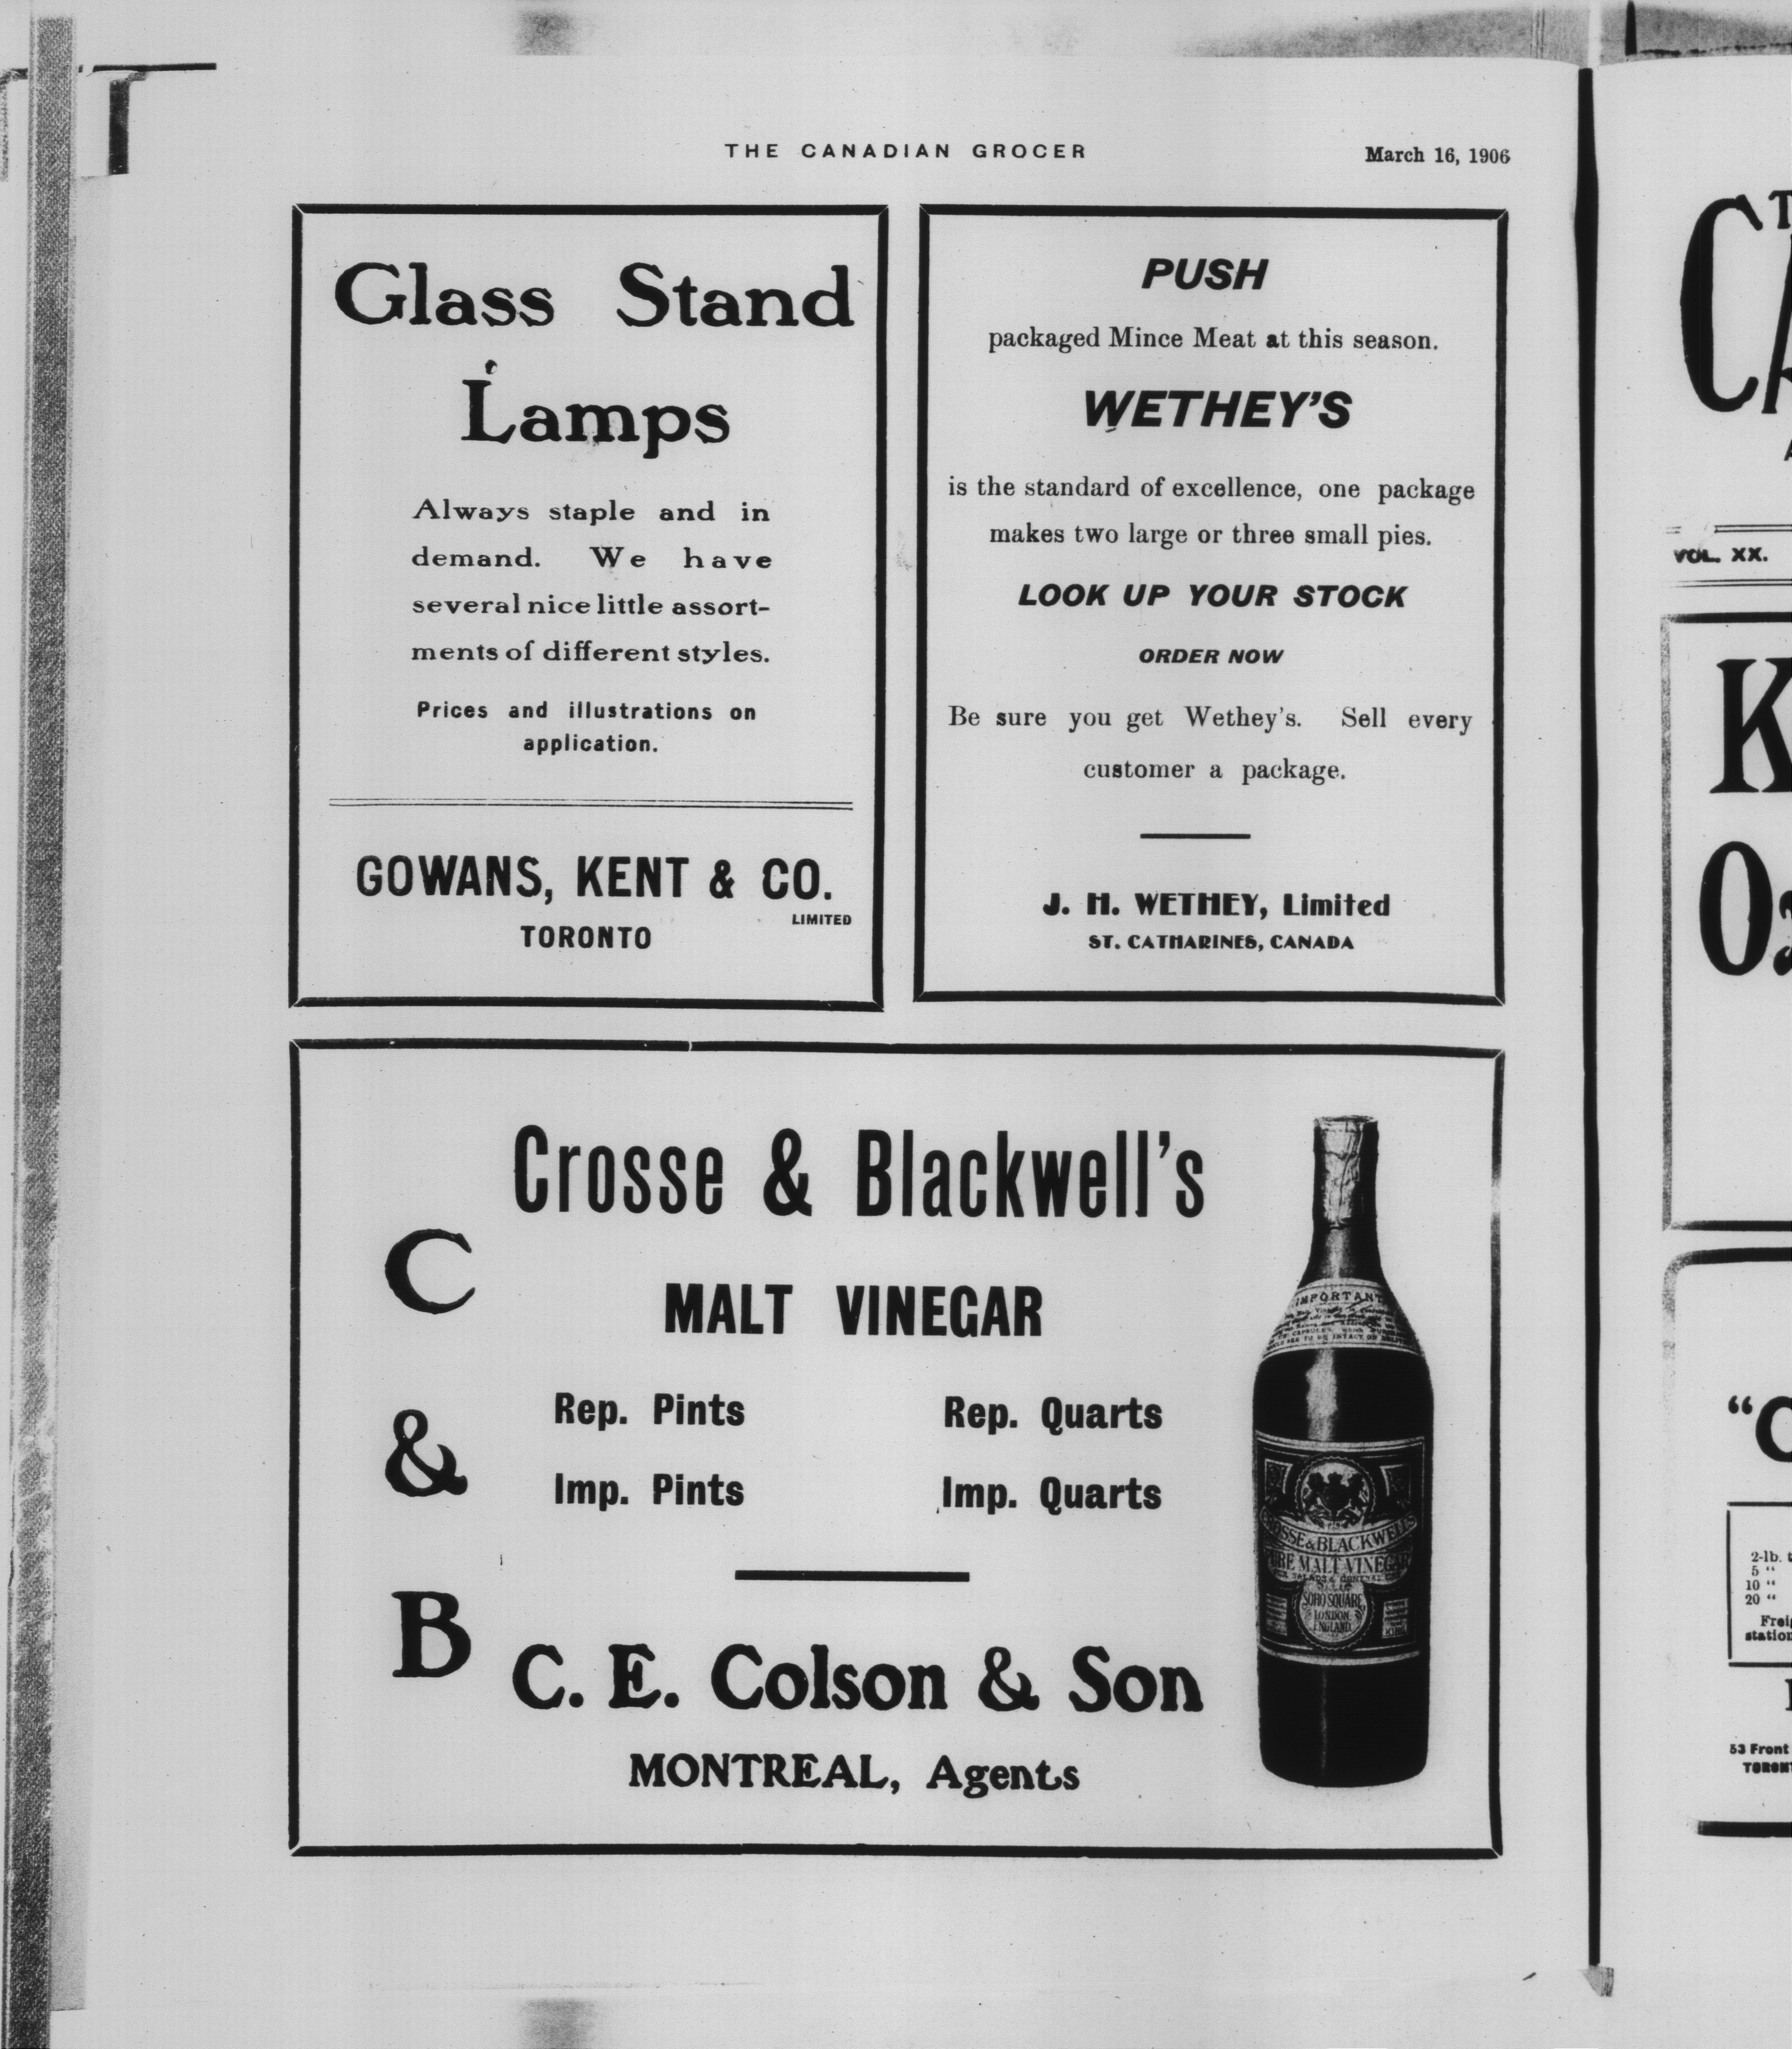 THE CANADIAN GROCER
March 16, 1906
Glass Stand
Lamps
Always staple and in
demand. We have
several nice little assort-
ments of different styles.
Prices and illustrations on
application.
GOWANS, KENT & CO.
LIMITED
TORONTO
PUSH
packaged Mince Meat at this season.
WETHEY'S
is the standard of excellence, one package
makes two large or three small pies.
LOOK UP YOUR STOCK
ORDER NOW
Be sure you get Wethey's. Sell every
customer a package.
J. H. WETHEY, Limited
ST. CATHARINES, CANADA
C
&
B
Crosse & Blackwell's
MALT VINEGAR
Rep. Pints Rep. Quarts
Imp. Pints Imp. Quarts
C. E. Colson & Son
MONTREAL, Agents
IMPORTANT
CROSSE & BLACKWELL'S
PURE MALT VINEGAR
SOHO SQUARE
LONDON
ENGLAND
VOL. XX.
K
"C
2-lb.
5 "
10 "
20 "
53 Front